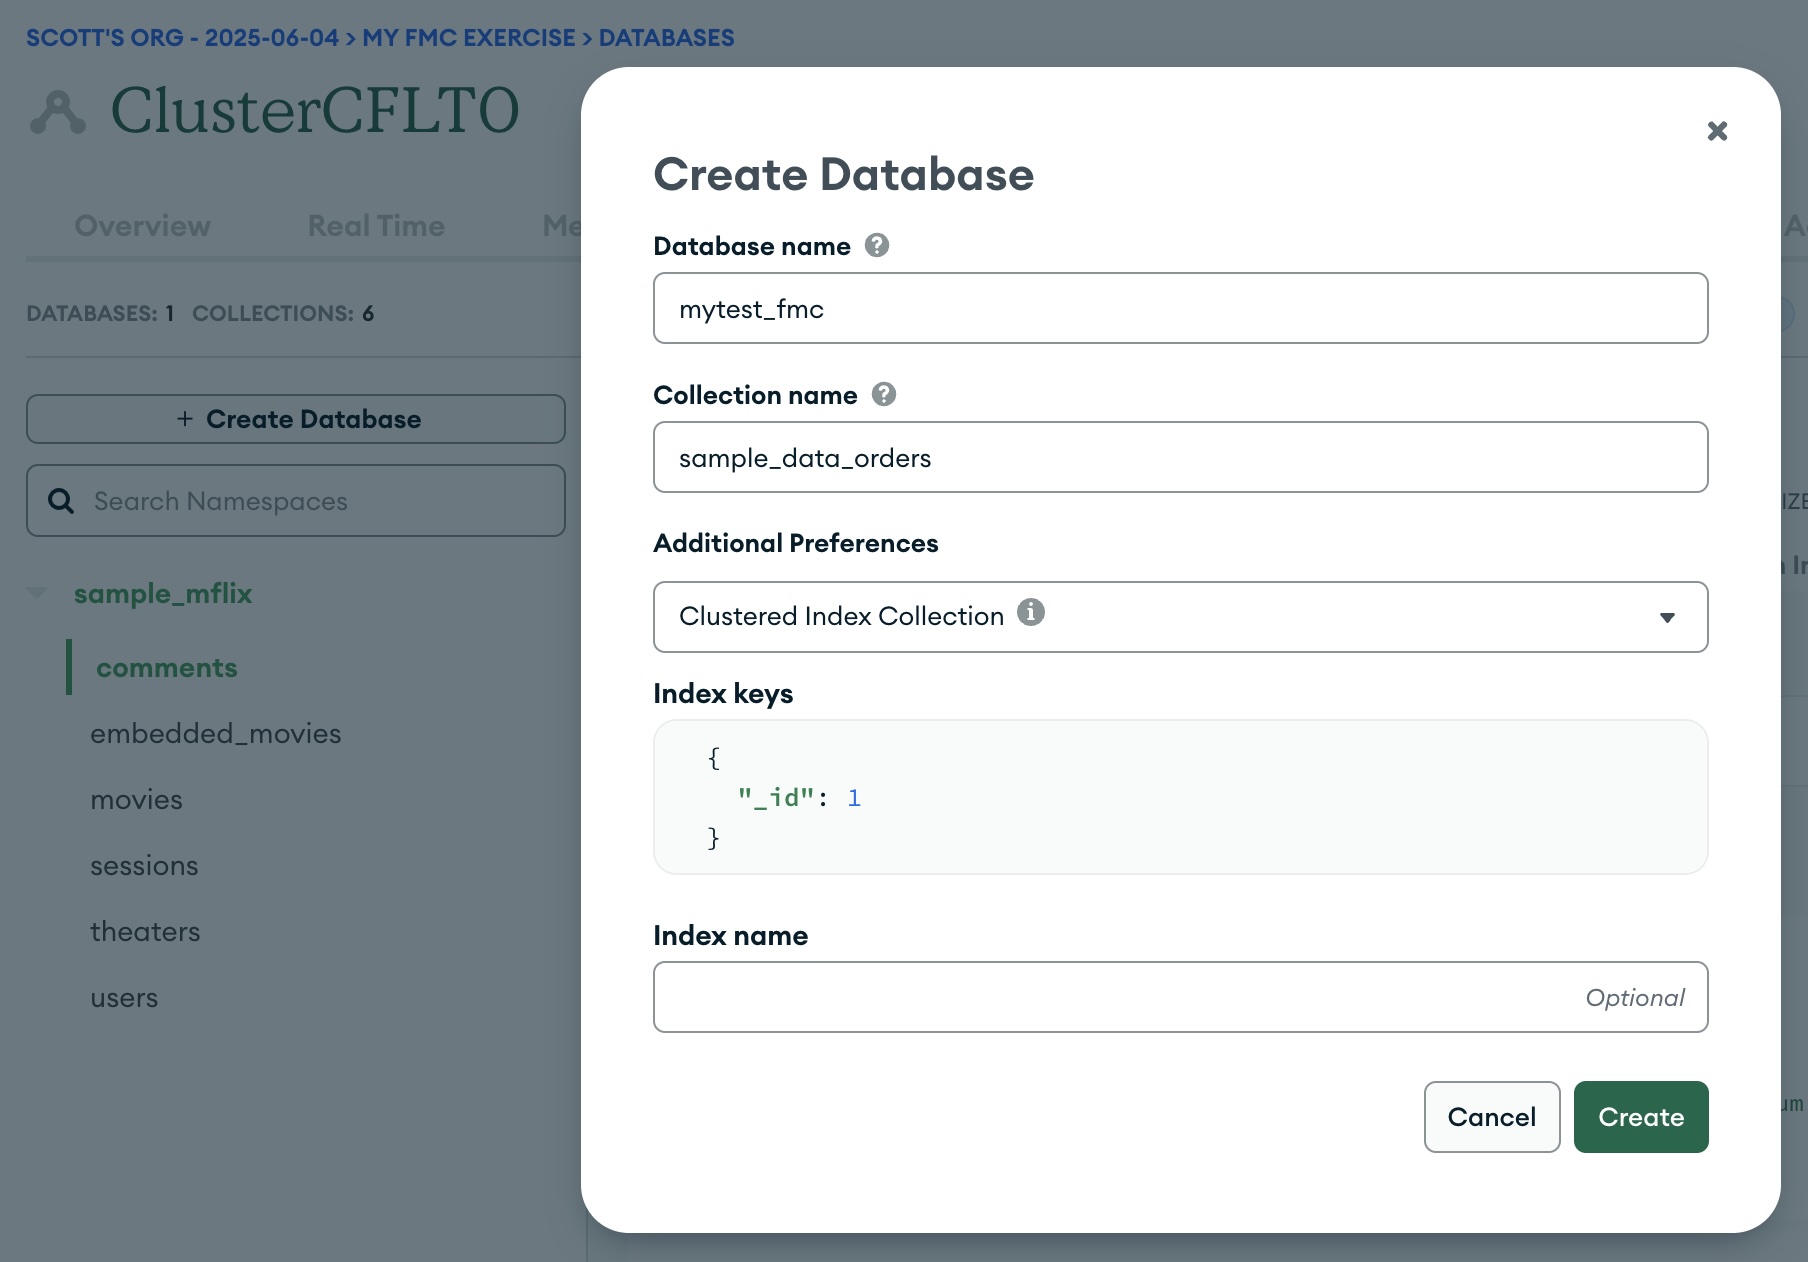 SCOTT'S ORG - 2025-06-04 > MY FMC EXERCISE > DATABASES
ClusterCFLT0
Overview Real Time
DATABASES: 1 COLLECTIONS: 6
+ Create Database
Search Namespaces
sample_mflix
comments
embedded_movies
movies
sessions
theaters
users
Create Database
Database name
mytest_fmc
Collection name
sample_data_orders
Additional Preferences
Clustered Index Collection
Index keys
{
"_id": 1
}
Index name
Optional
Cancel Create